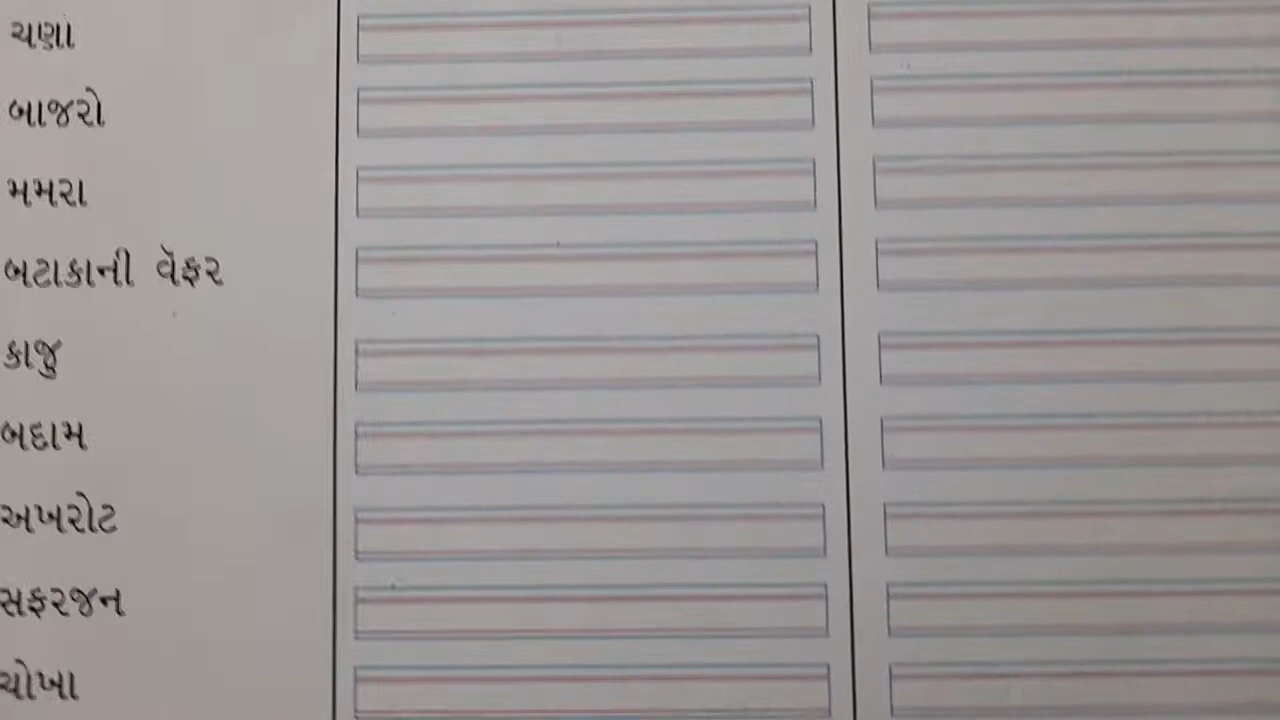 ચણા
બાજરો
મમરા
બટાકાની વૅફર
કાજુ
બદામ
અખરોટ
સફરજન
ચોખા